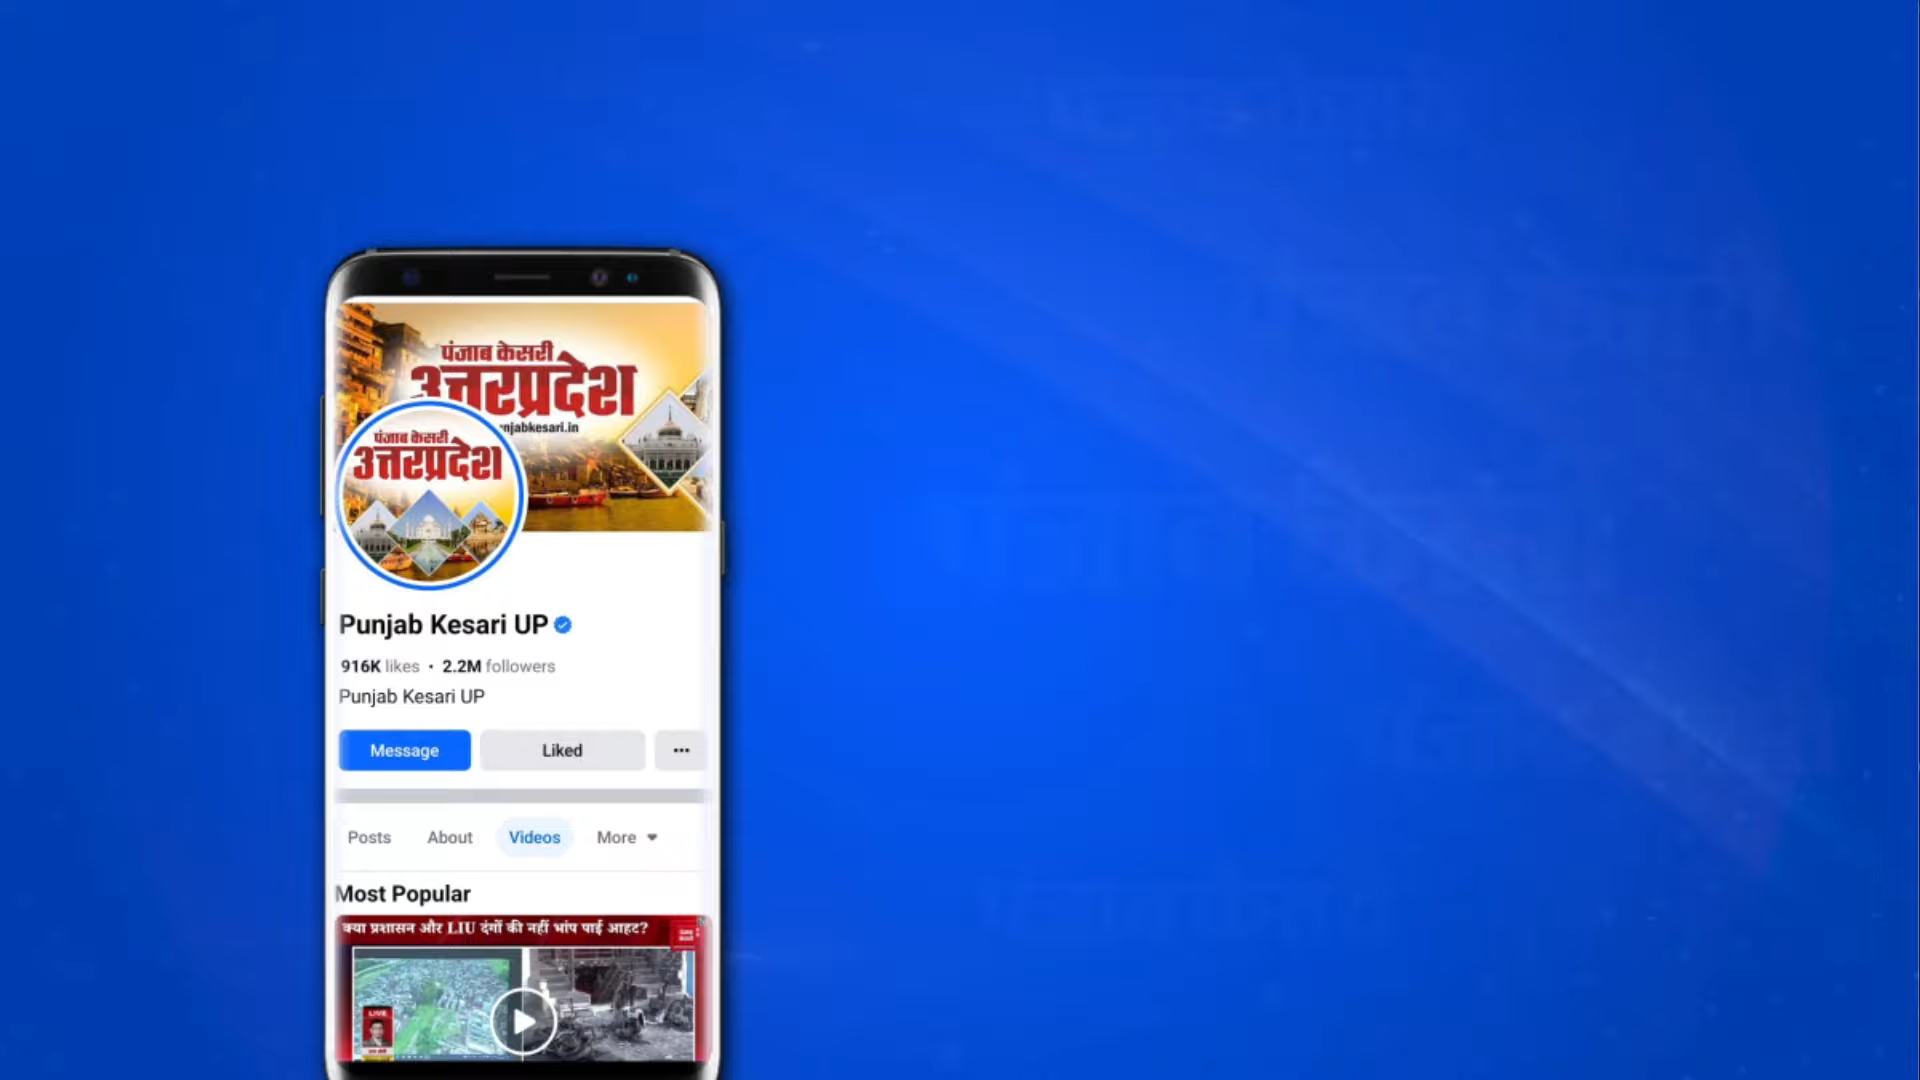 पंजाब केसरी
उत्तरप्रदेश
njabkesari.in
पंजाब केसरी
उत्तरप्रदेश
Punjab Kesari UP
916K likes • 2.2M followers
Punjab Kesari UP
Message Liked ...
Posts About Videos More
Most Popular
क्या प्रशासन और LIU दंगों की नहीं भांप पाई आहट?
LIVE